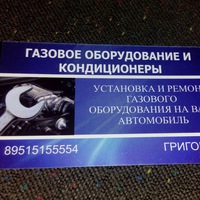 ГАЗОВОЕ ОБОРУДОВАНИЕ И
КОНДИЦИОНЕРЫ
УСТАНОВКА И РЕМОН
ГАЗОВОГО
ОБОРУДОВАНИЯ НА ВА
АВТОМОБИЛЬ
89515155554
ГРИГО